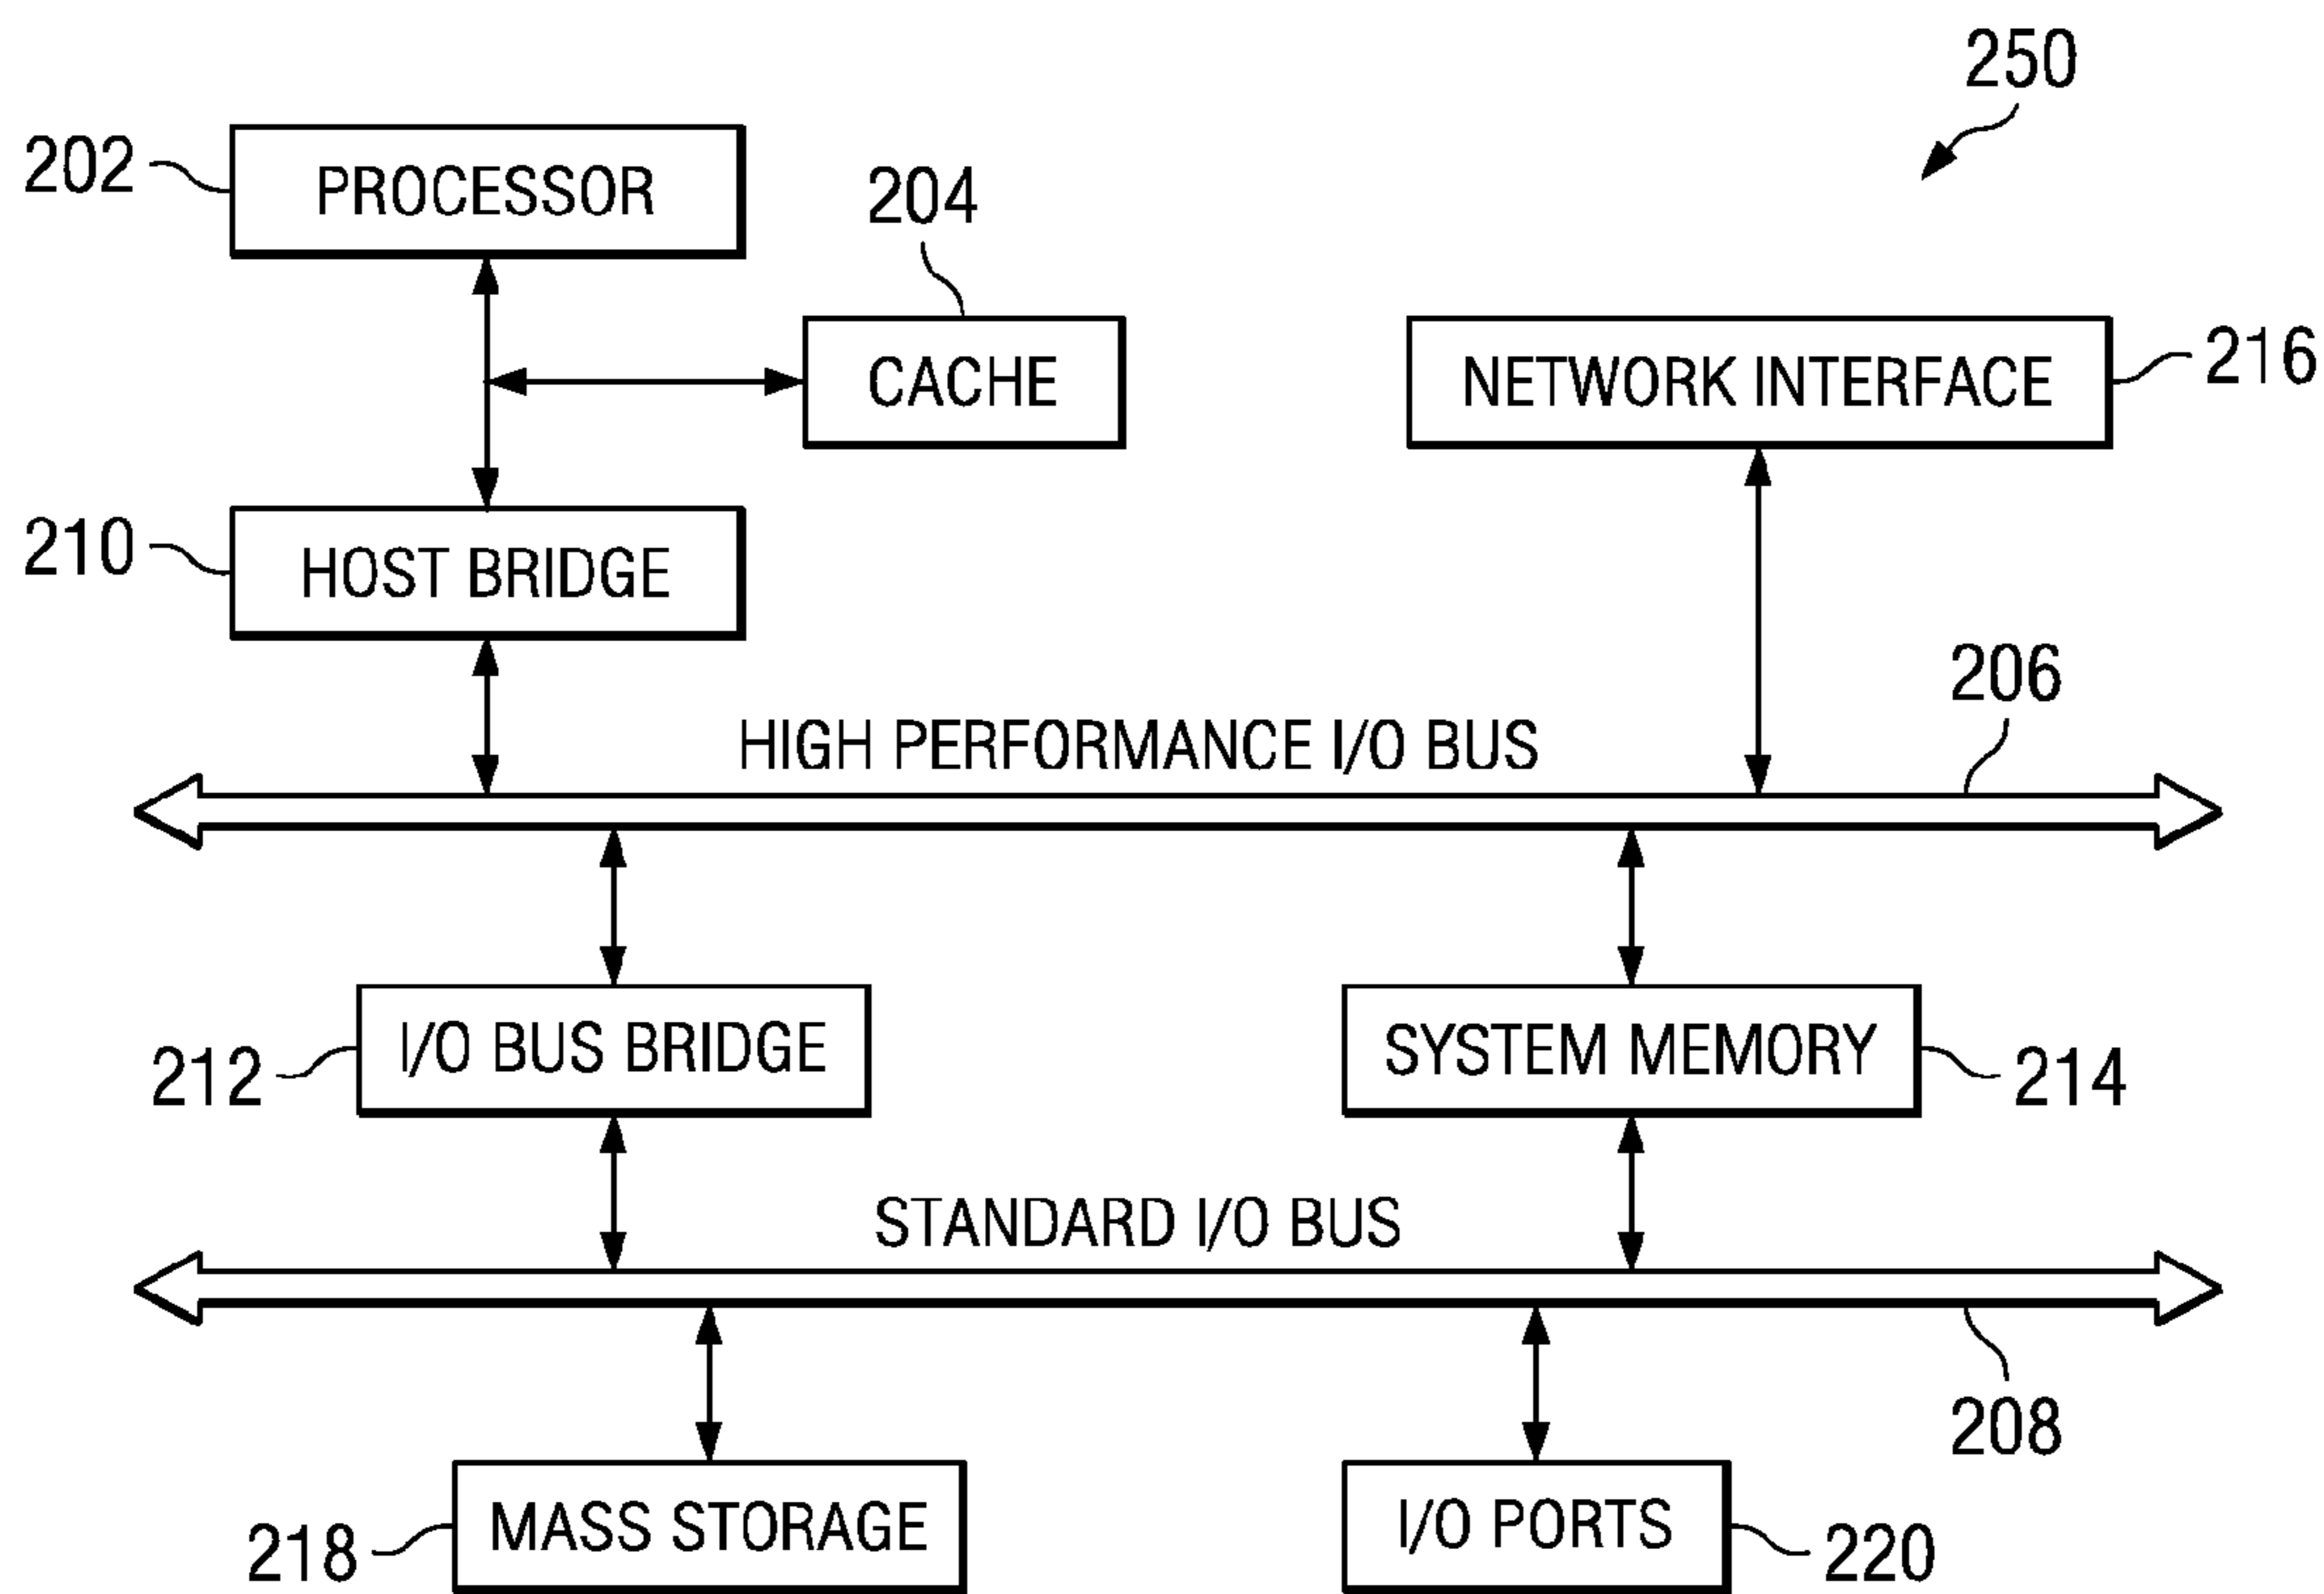 250
202
PROCESSOR
204
CACHE
NETWORK INTERFACE
216
210
HOST BRIDGE
206
HIGH PERFORMANCE I/O BUS
212
I/O BUS BRIDGE
SYSTEM MEMORY
214
STANDARD I/O BUS
208
218
MASS STORAGE
I/O PORTS
220